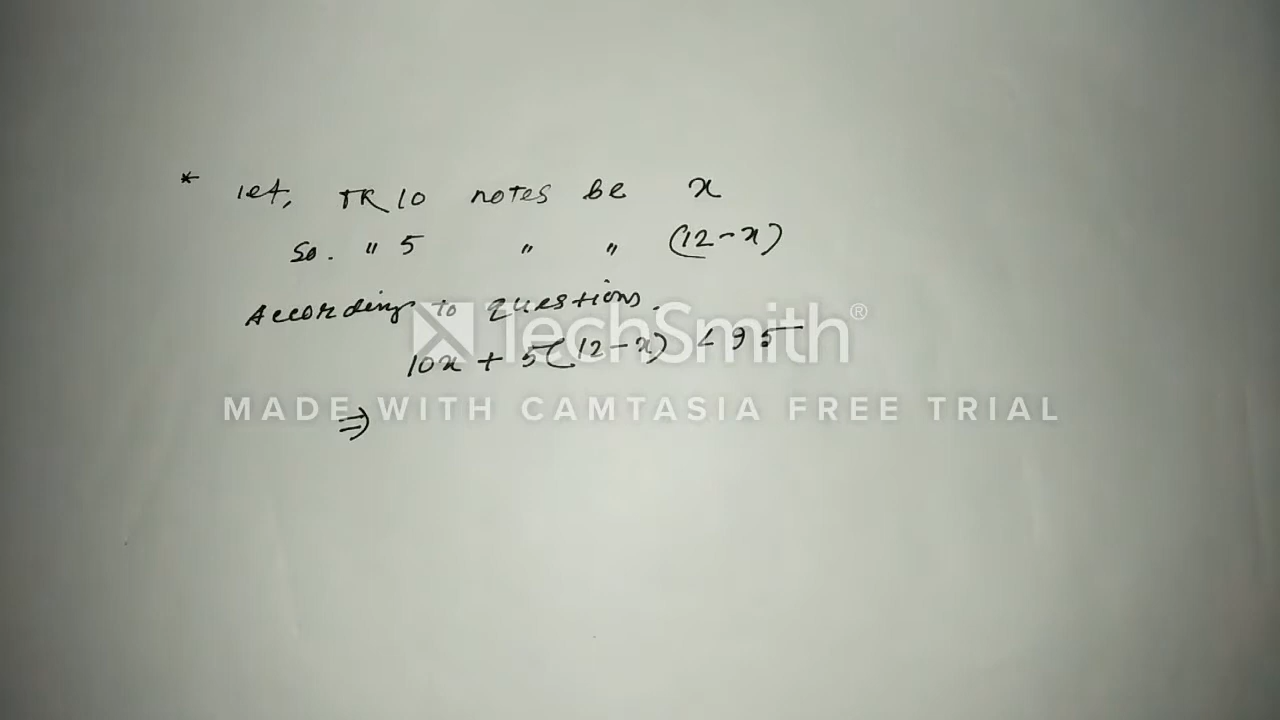 * let, TK 10 notes be x
So. " 5 " " (12-x)
According to questions.
TechSmith®
10x + 5(12-x) < 95
MADE WITH CAMTASIA FREE TRIAL
⇒